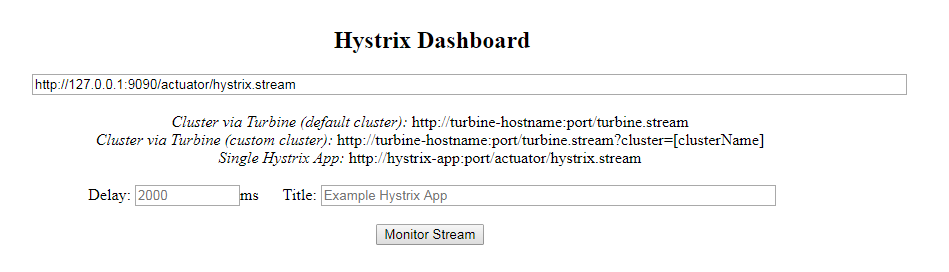 Hystrix Dashboard
http://127.0.0.1:9090/actuator/hystrix.stream
Cluster via Turbine (default cluster): http://turbine-hostname:port/turbine.stream
Cluster via Turbine (custom cluster): http://turbine-hostname:port/turbine.stream?cluster=[clusterName]
Single Hystrix App: http://hystrix-app:port/actuator/hystrix.stream
Delay: 2000 ms Title: Example Hystrix App
Monitor Stream